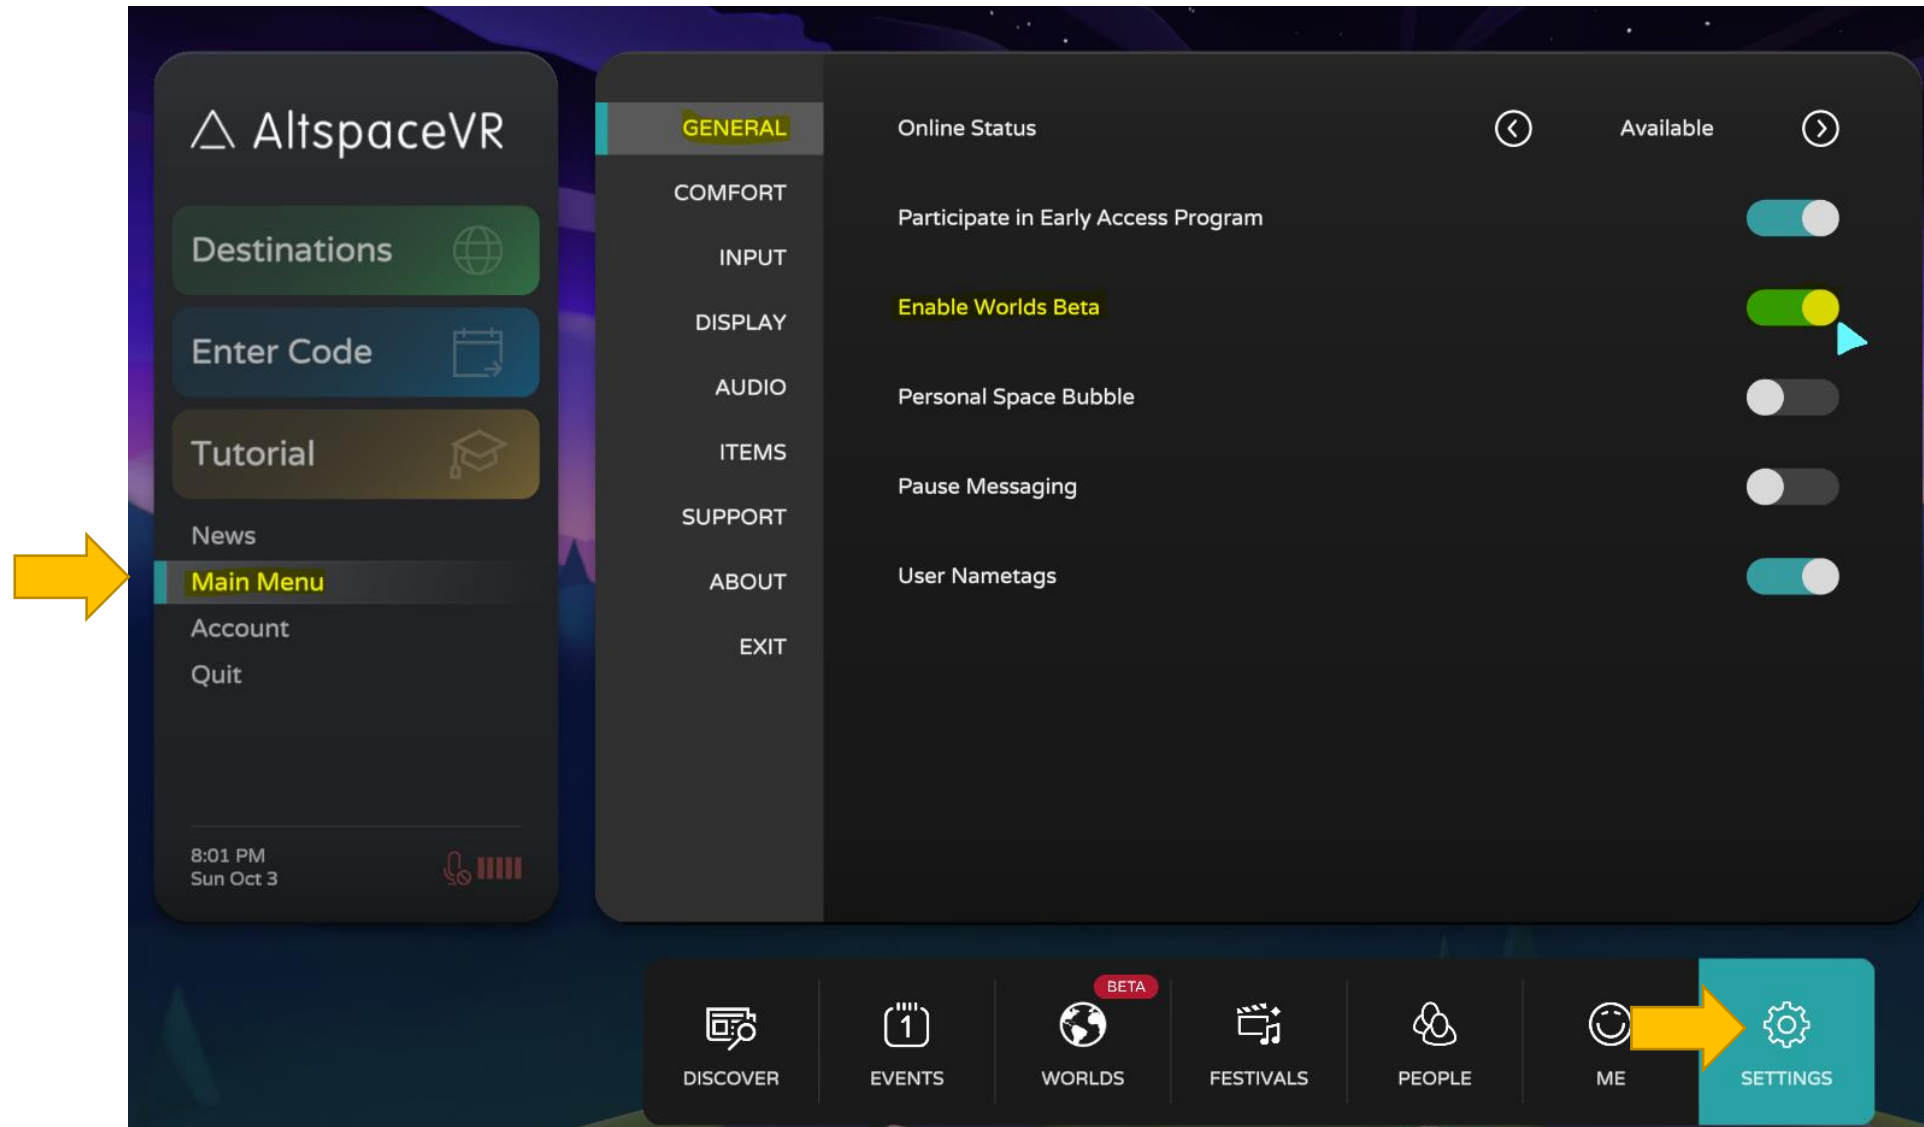 AltspaceVR
Destinations
Enter Code
Tutorial
News
Main Menu
Account
Quit
8:01 PM
Sun Oct 3
GENERAL
COMFORT
INPUT
DISPLAY
AUDIO
ITEMS
SUPPORT
ABOUT
EXIT
Online Status Available
Participate in Early Access Program
Enable Worlds Beta
Personal Space Bubble
Pause Messaging
User Nametags
BETA
1
DISCOVER EVENTS WORLDS FESTIVALS PEOPLE ME SETTINGS